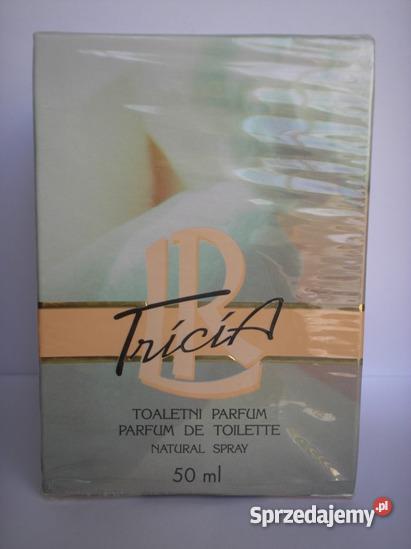 LR
Tricia
TOALETNI PARFUM
PARFUM DE TOILETTE
NATURAL SPRAY
50 ml
Sprzedajemy.pl